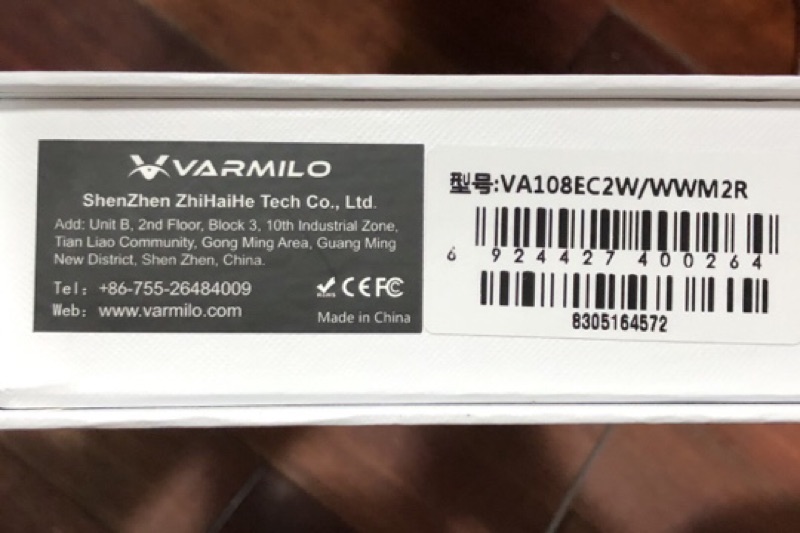 VARMILO
ShenZhen ZhiHaiHe Tech Co., Ltd.
Add: Unit B, 2nd Floor, Block 3, 10th Industrial Zone,
Tian Liao Community, Gong Ming Area, Guang Ming
New District, Shen Zhen, China.
Tel: +86-755-26484009
Web: www.varmilo.com
RoHS CE FC
Made in China
型号:VA108EC2W/WWM2R
6 924427 400264
8305164572